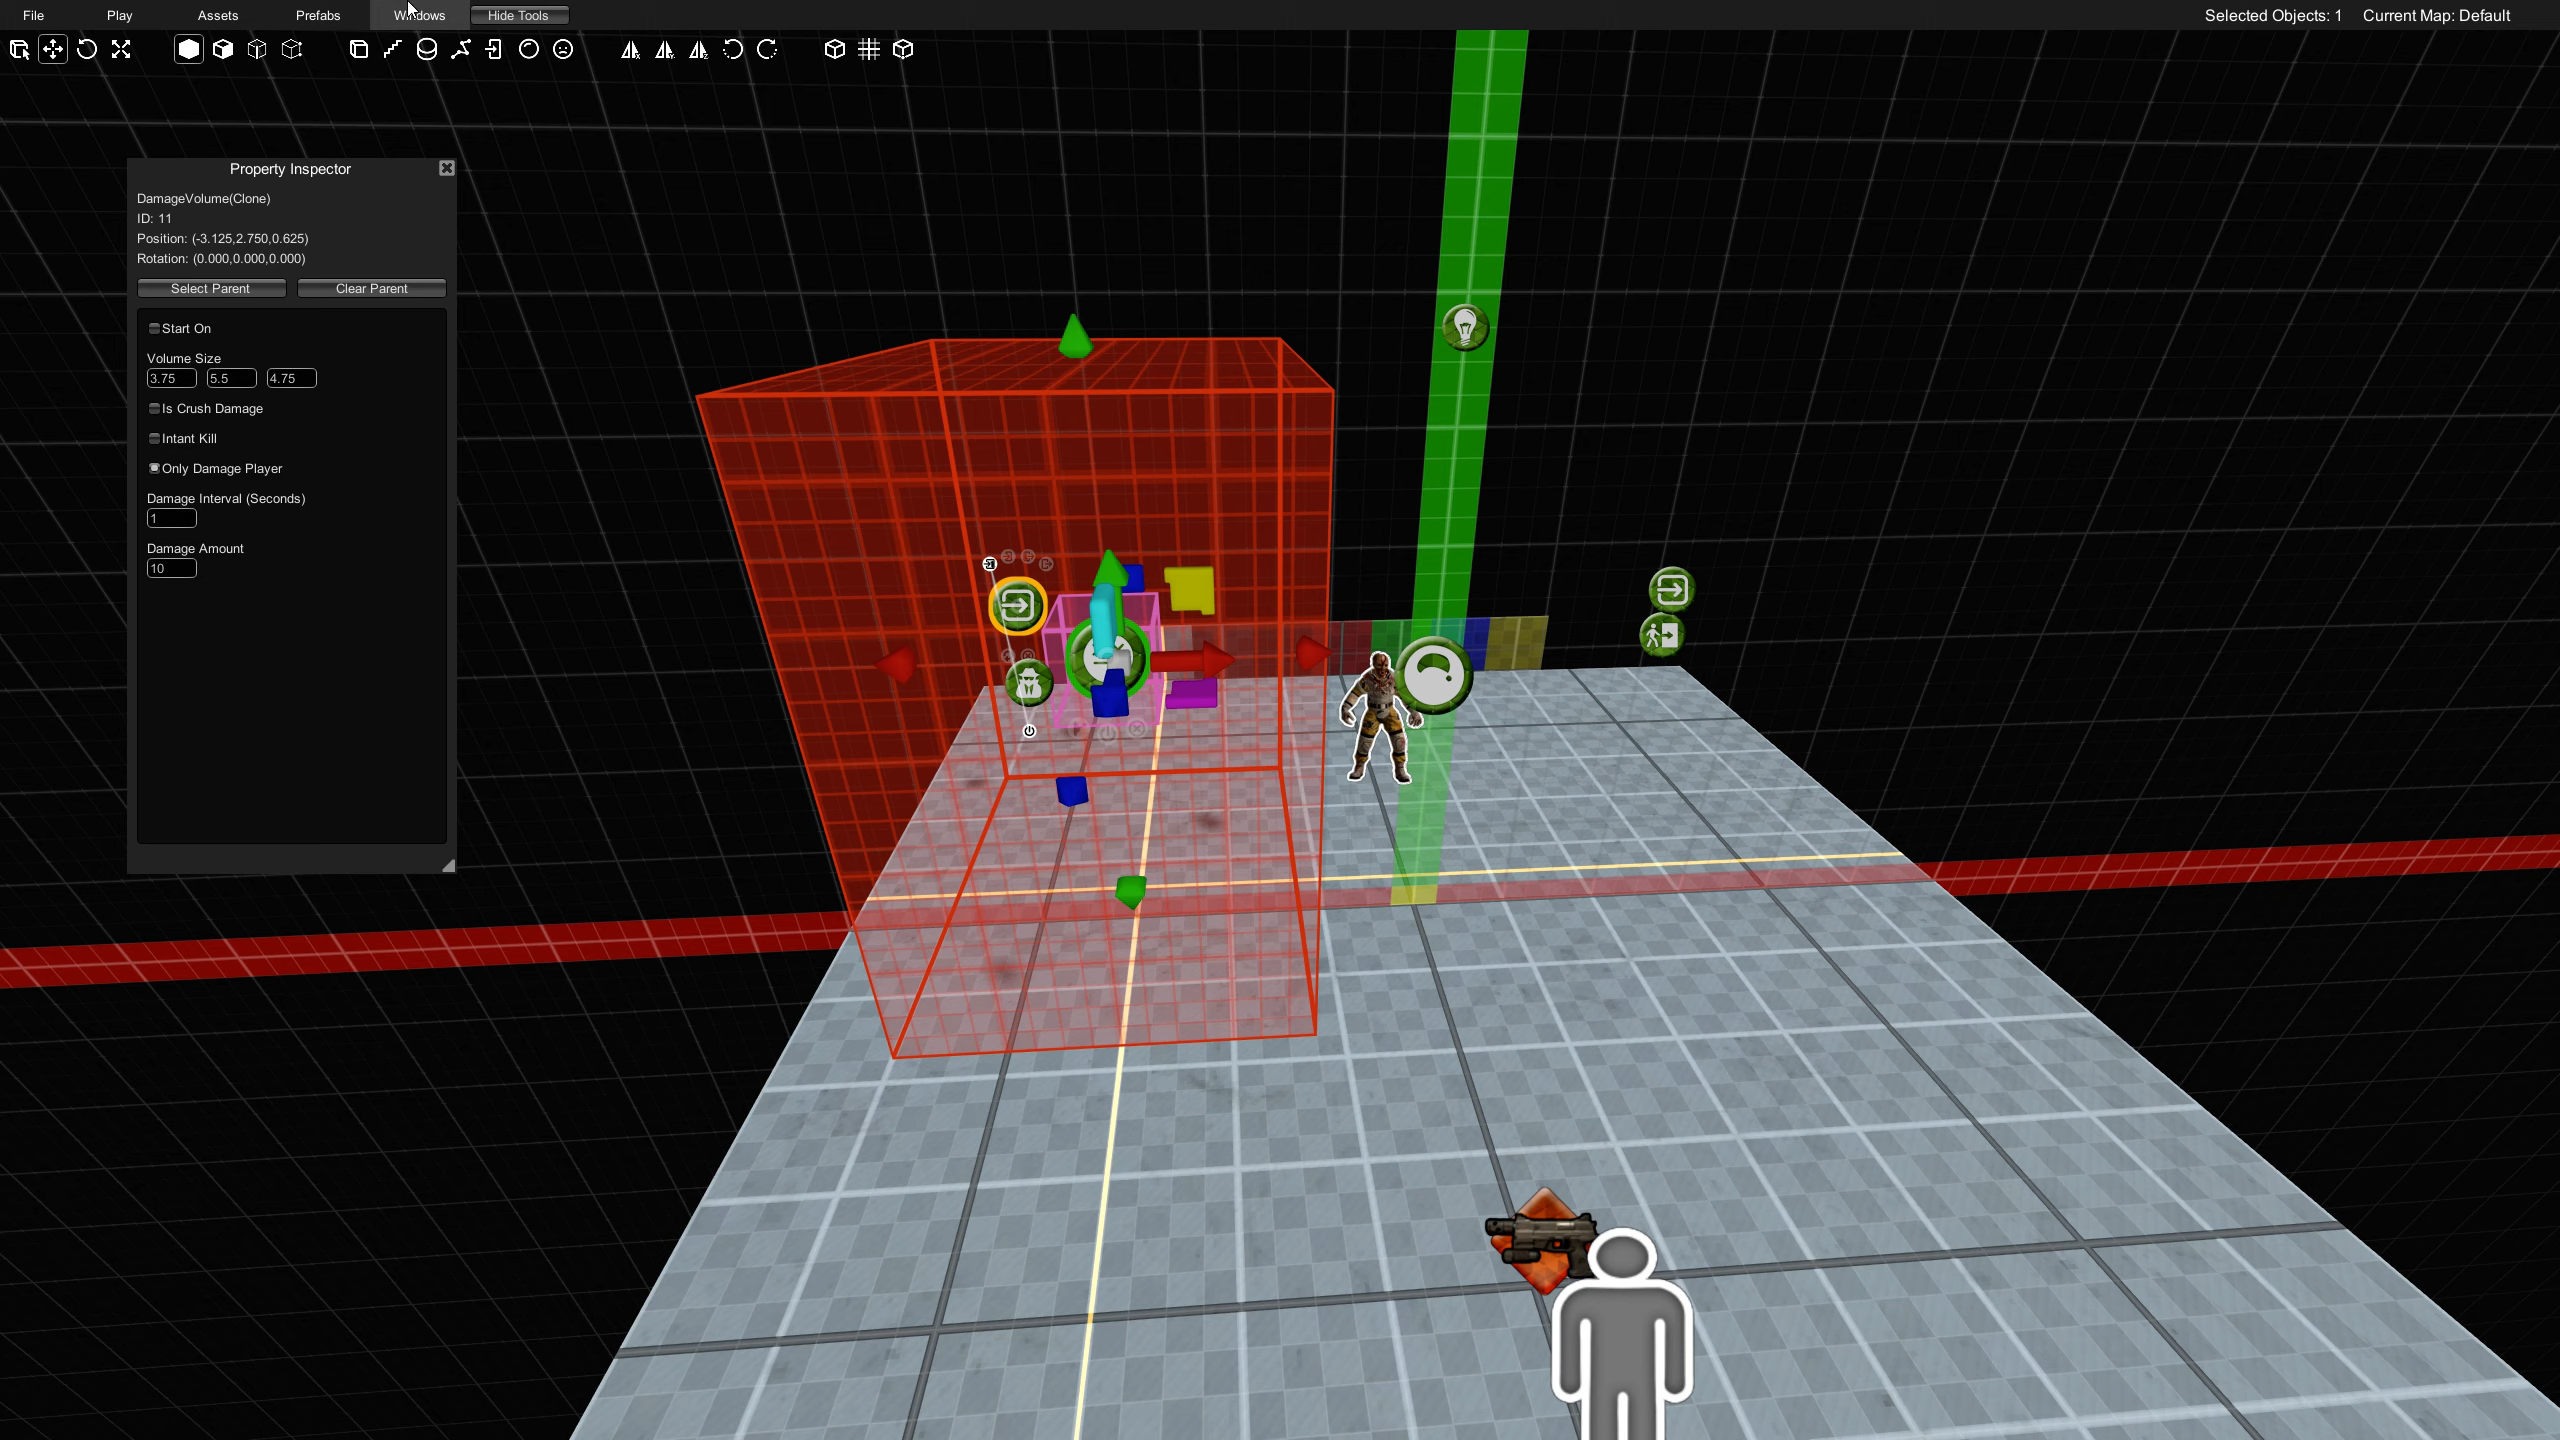 File Play Assets Prefabs Windows Hide Tools Selected Objects: 1 Current Map: Default
Property Inspector
DamageVolume(Clone)
ID: 11
Position: (-3.125,2.750,0.625)
Rotation: (0.000,0.000,0.000)
Select Parent Clear Parent
Start On
Volume Size
3.75 5.5 4.75
Is Crush Damage
Intant Kill
Only Damage Player
Damage Interval (Seconds)
1
Damage Amount
10